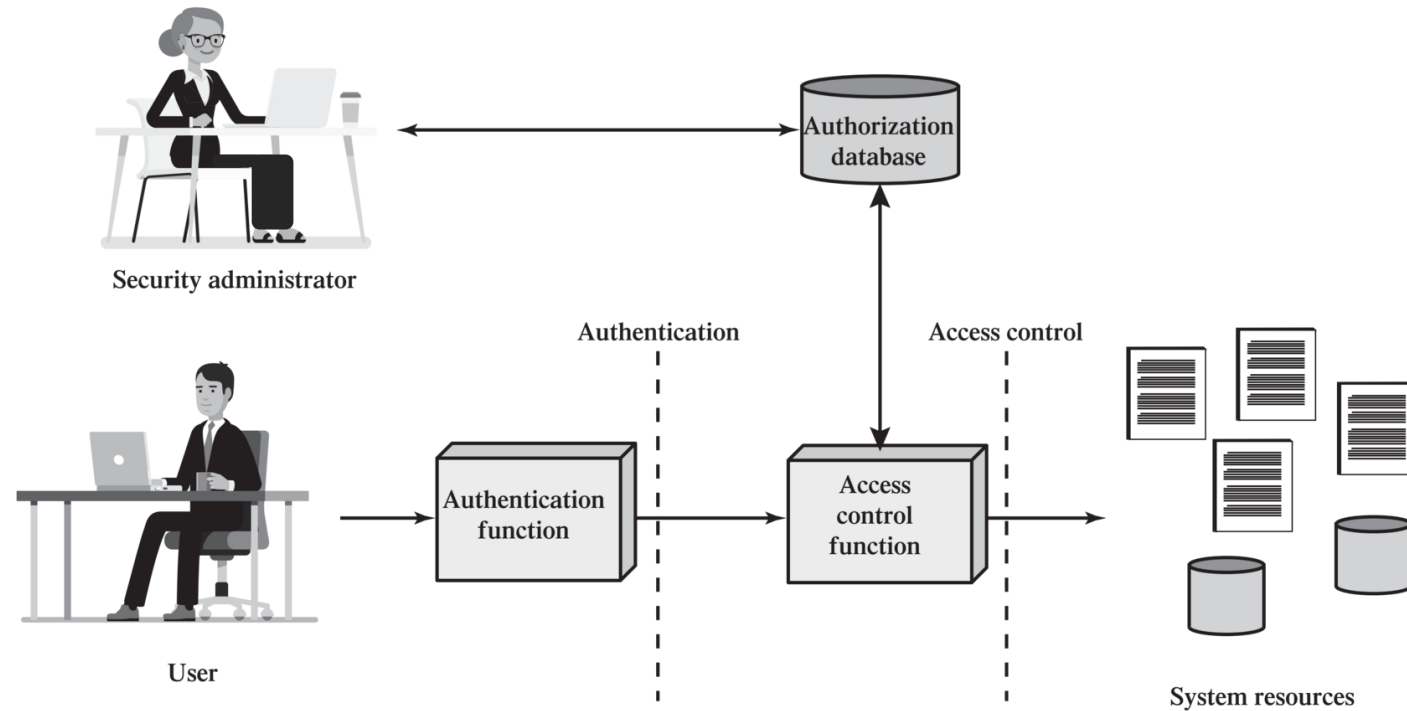 Authorization
database
Security administrator
Authentication
Access control
Authentication
function
Access
control
function
User
System resources